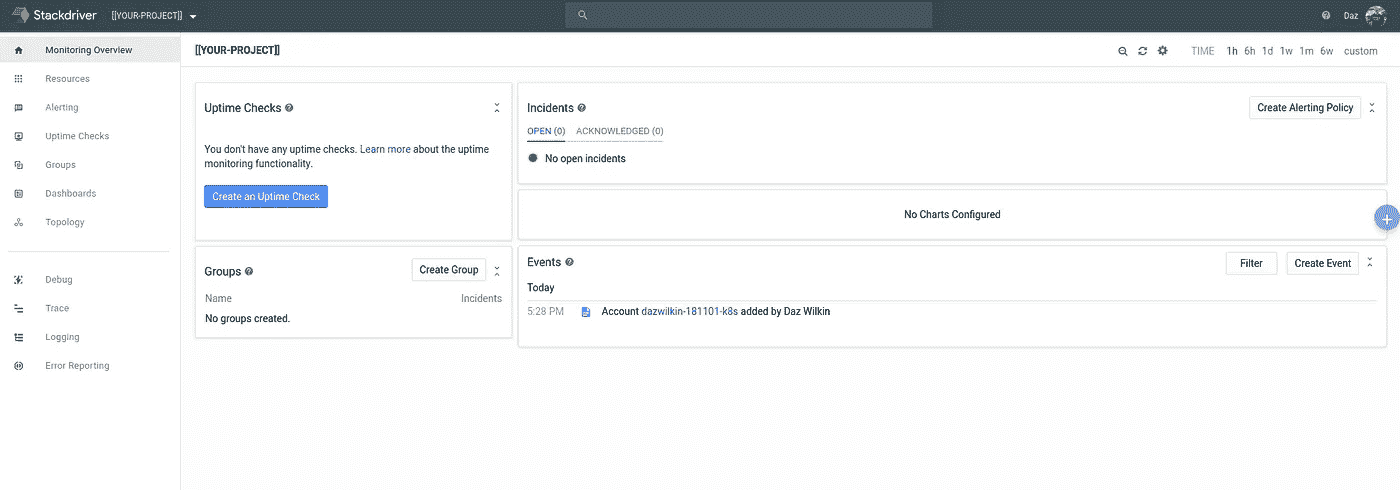 Stackdriver
[[YOUR-PROJECT]]
Daz
Monitoring Overview
Resources
Alerting
Uptime Checks
Groups
Dashboards
Topology
Debug
Trace
Logging
Error Reporting
[[YOUR-PROJECT]]
TIME 1h 6h 1d 1w 1m 6w custom
Uptime Checks
You don't have any uptime checks. Learn more about the uptime
monitoring functionality.
Create an Uptime Check
Groups
Create Group
Name Incidents
No groups created.
Incidents
Create Alerting Policy
OPEN (0) ACKNOWLEDGED (0)
No open incidents
No Charts Configured
Events
Filter Create Event
Today
5:28 PM Account dazwilkin-181101-k8s added by Daz Wilkin